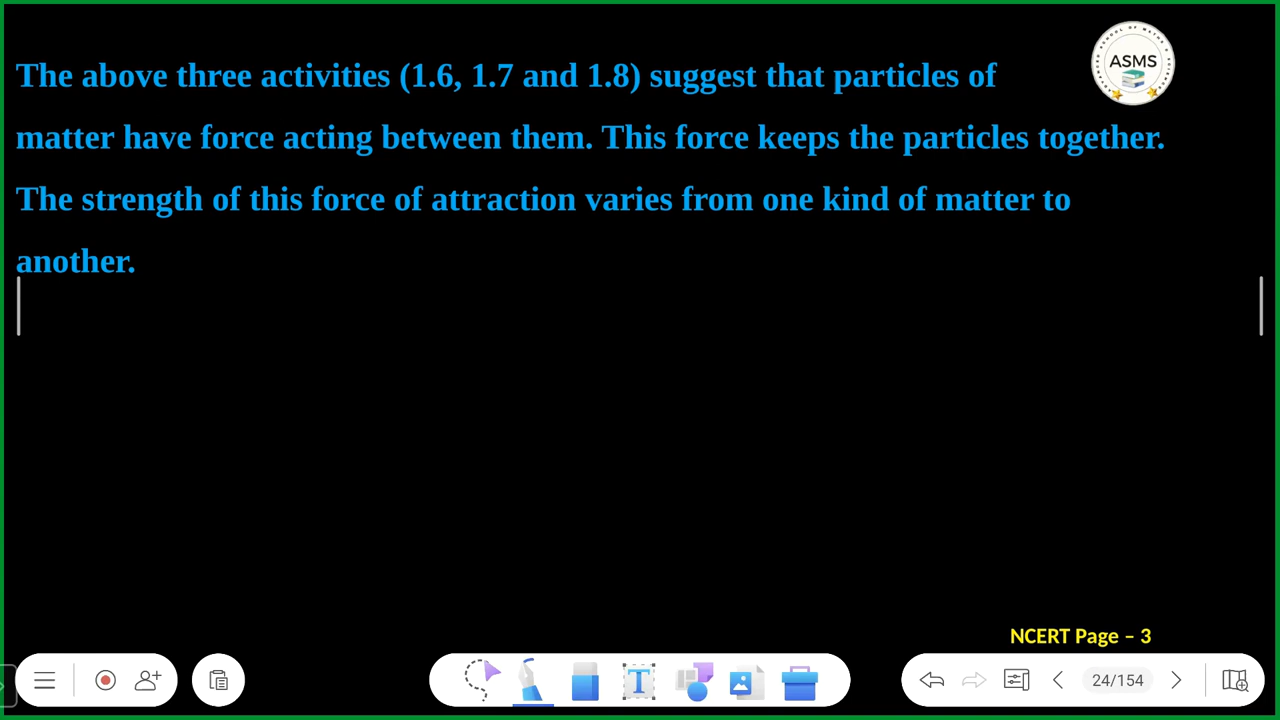 The above three activities (1.6, 1.7 and 1.8) suggest that particles of
matter have force acting between them. This force keeps the particles together.
The strength of this force of attraction varies from one kind of matter to
another.
ASMS
NCERT Page – 3
T
24/154